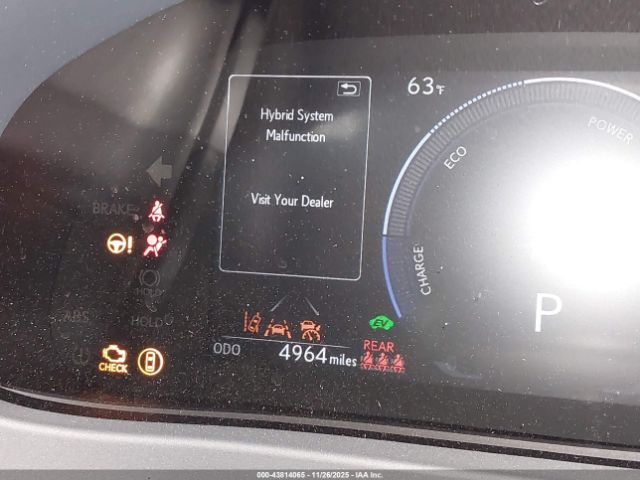 63°F
Hybrid System
Malfunction
Visit Your Dealer
POWER
ECO
CHARGE
BRAKE
HOLD
ABS
HOLD
P
EV
REAR
ODO 4964 miles
CHECK
000-43814065 | 11/26/2025 | IAA Inc.